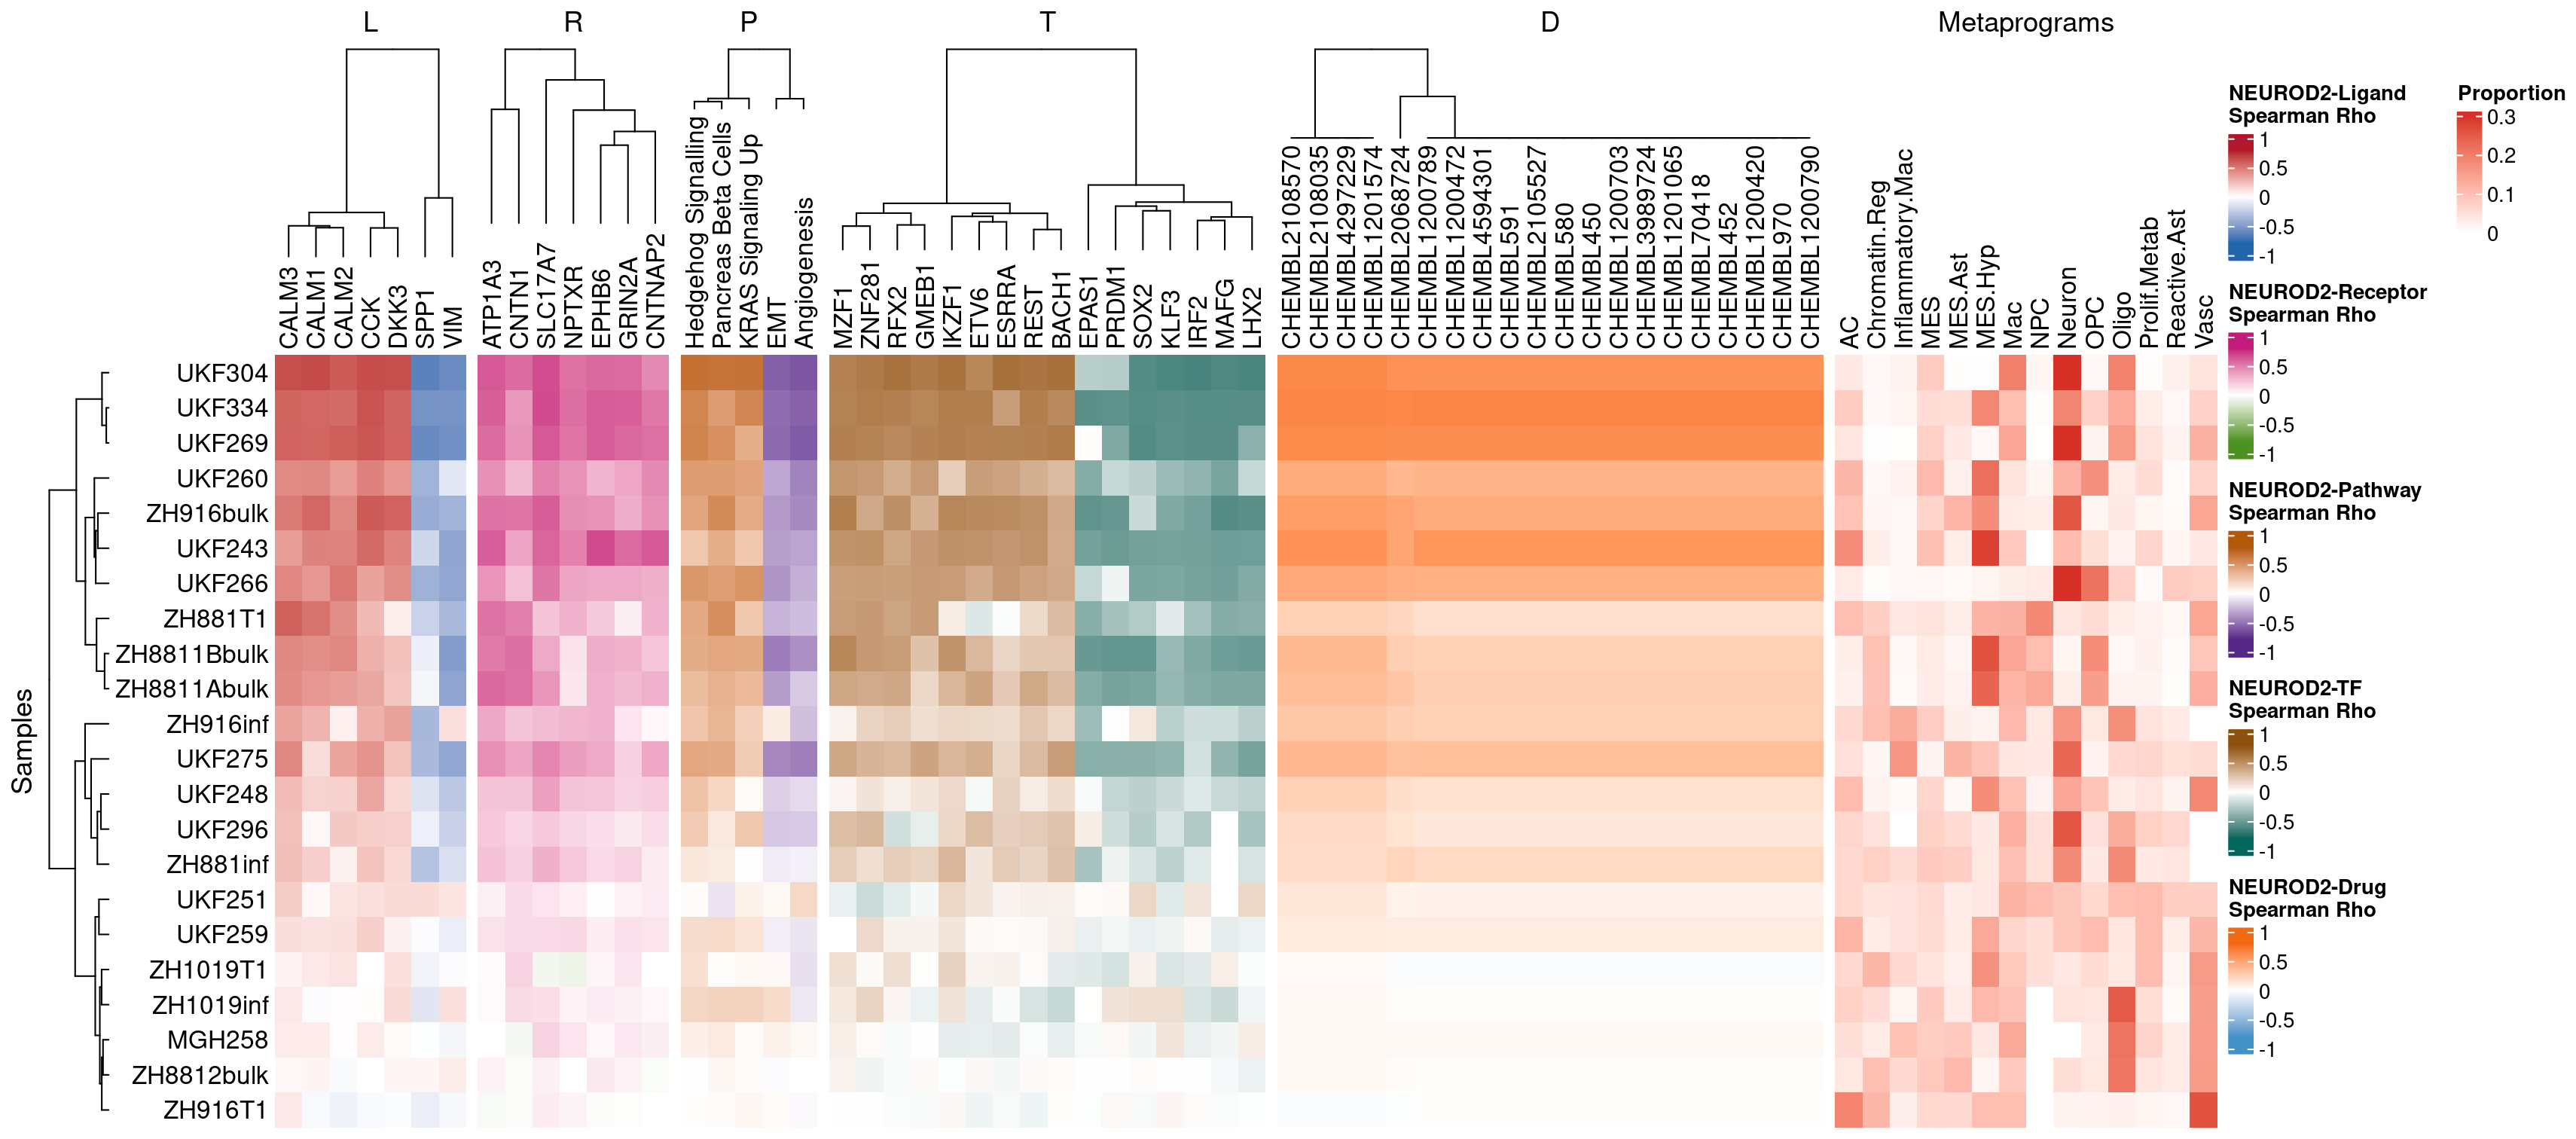 L R P T D Metaprograms
Hedgehog Signalling
Pancreas Beta Cells
KRAS Signaling Up
EMT
Angiogenesis
CALM3
CALM1
CALM2
CCK
DKK3
SPP1
VIM
ATP1A3
CNTN1
SLC17A7
NPTXR
EPHB6
GRIN2A
CNTNAP2
MZF1
ZNF281
RFX2
GMEB1
IKZF1
ETV6
ESRRA
REST
BACH1
EPAS1
PRDM1
SOX2
KLF3
IRF2
MAFG
LHX2
CHEMBL2108570
CHEMBL2108035
CHEMBL4297229
CHEMBL1201574
CHEMBL2068724
CHEMBL1200789
CHEMBL1200472
CHEMBL4594301
CHEMBL591
CHEMBL2105527
CHEMBL580
CHEMBL450
CHEMBL1200703
CHEMBL3989724
CHEMBL1201065
CHEMBL70418
CHEMBL452
CHEMBL1200420
CHEMBL970
CHEMBL1200790
AC
Chromatin.Reg
Inflammatory.Mac
MES
MES.Ast
MES.Hyp
Mac
NPC
Neuron
OPC
Oligo
Prolif.Metab
Reactive.Ast
Vasc
Samples
UKF304
UKF334
UKF269
UKF260
ZH916bulk
UKF243
UKF266
ZH881T1
ZH8811Bbulk
ZH8811Abulk
ZH916inf
UKF275
UKF248
UKF296
ZH881inf
UKF251
UKF259
ZH1019T1
ZH1019inf
MGH258
ZH8812bulk
ZH916T1
NEUROD2-Ligand
Spearman Rho
1
0.5
0
-0.5
-1
NEUROD2-Receptor
Spearman Rho
1
0.5
0
-0.5
-1
NEUROD2-Pathway
Spearman Rho
1
0.5
0
-0.5
-1
NEUROD2-TF
Spearman Rho
1
0.5
0
-0.5
-1
NEUROD2-Drug
Spearman Rho
1
0.5
0
-0.5
-1
Proportion
0.3
0.2
0.1
0